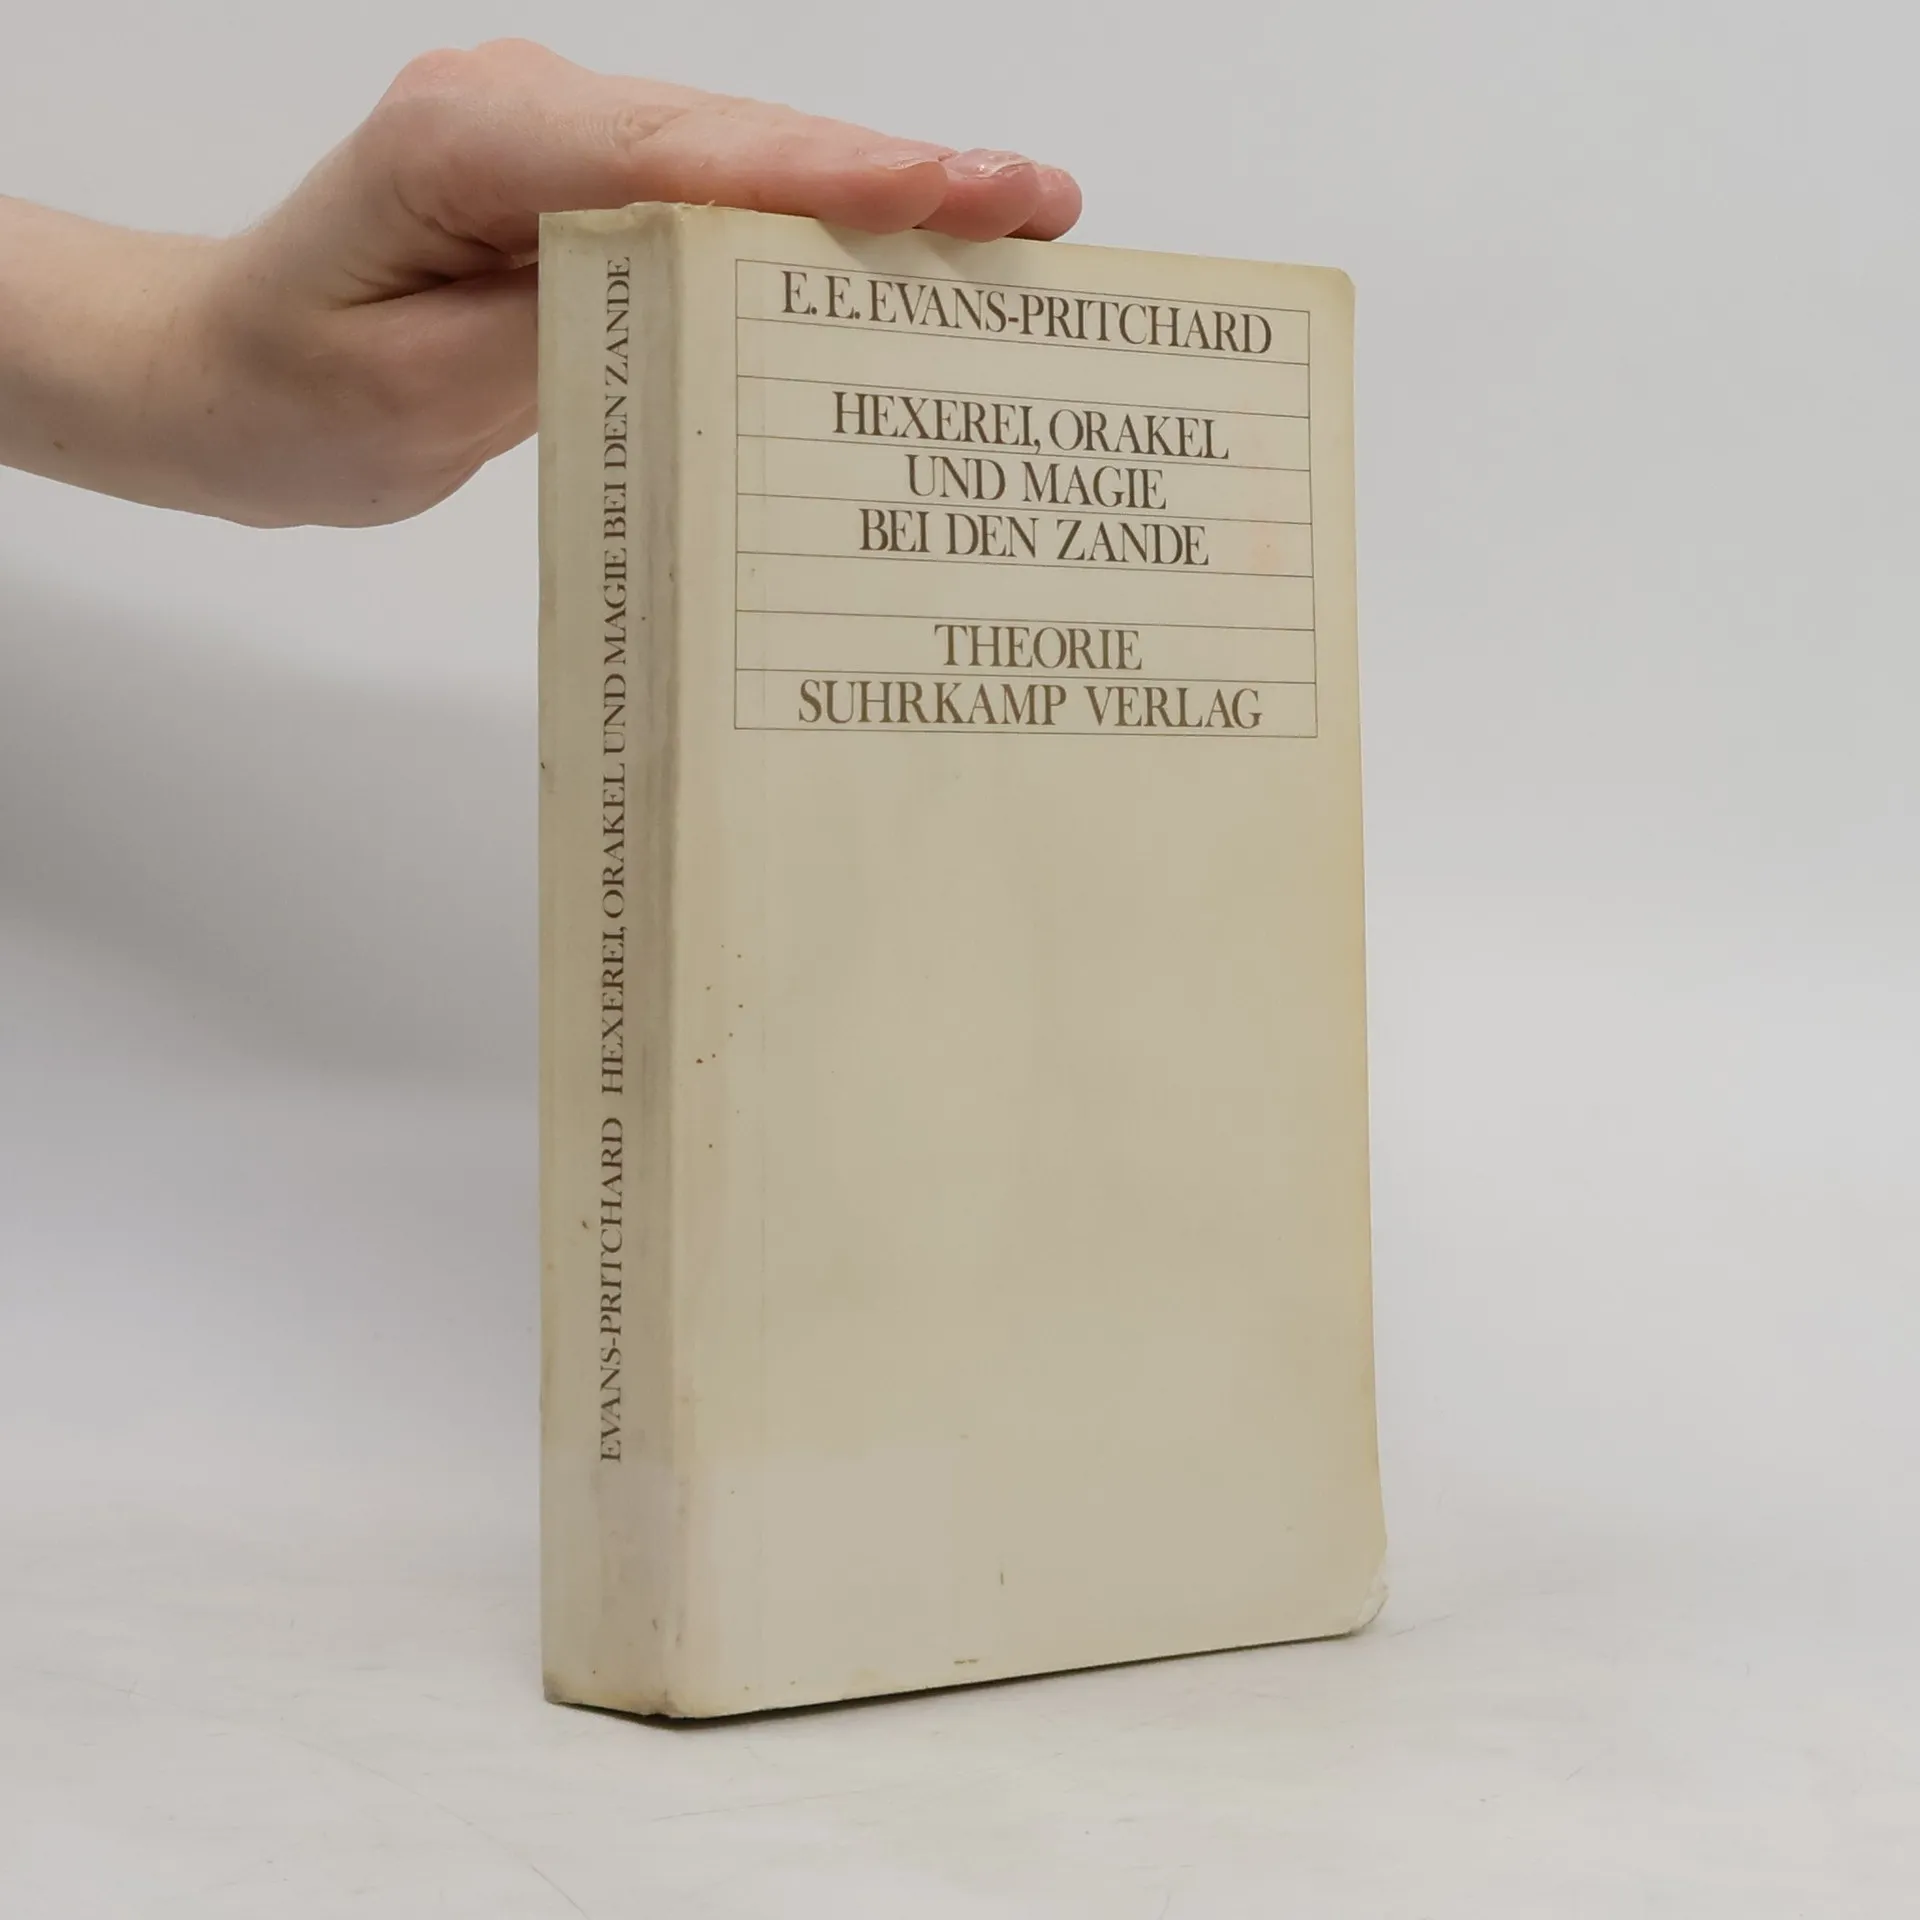 E. E. EVANS-PRITCHARD
HEXEREI, ORAKEL
UND MAGIE
BEI DEN ZANDE
THEORIE
SUHRKAMP VERLAG
EVANS-PRITCHARD HEXEREI, ORAKEL UND MAGIE BEI DEN ZANDE